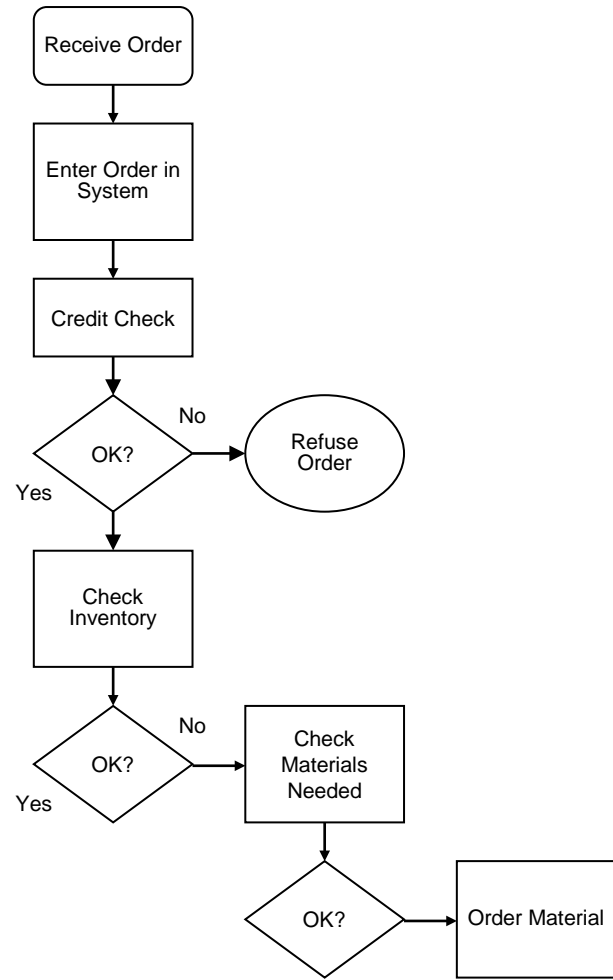 Receive Order
Enter Order in
System
Credit Check
No
OK?
Refuse
Order
Yes
Check
Inventory
No
OK?
Check
Materials
Needed
Yes
OK?
Order Material